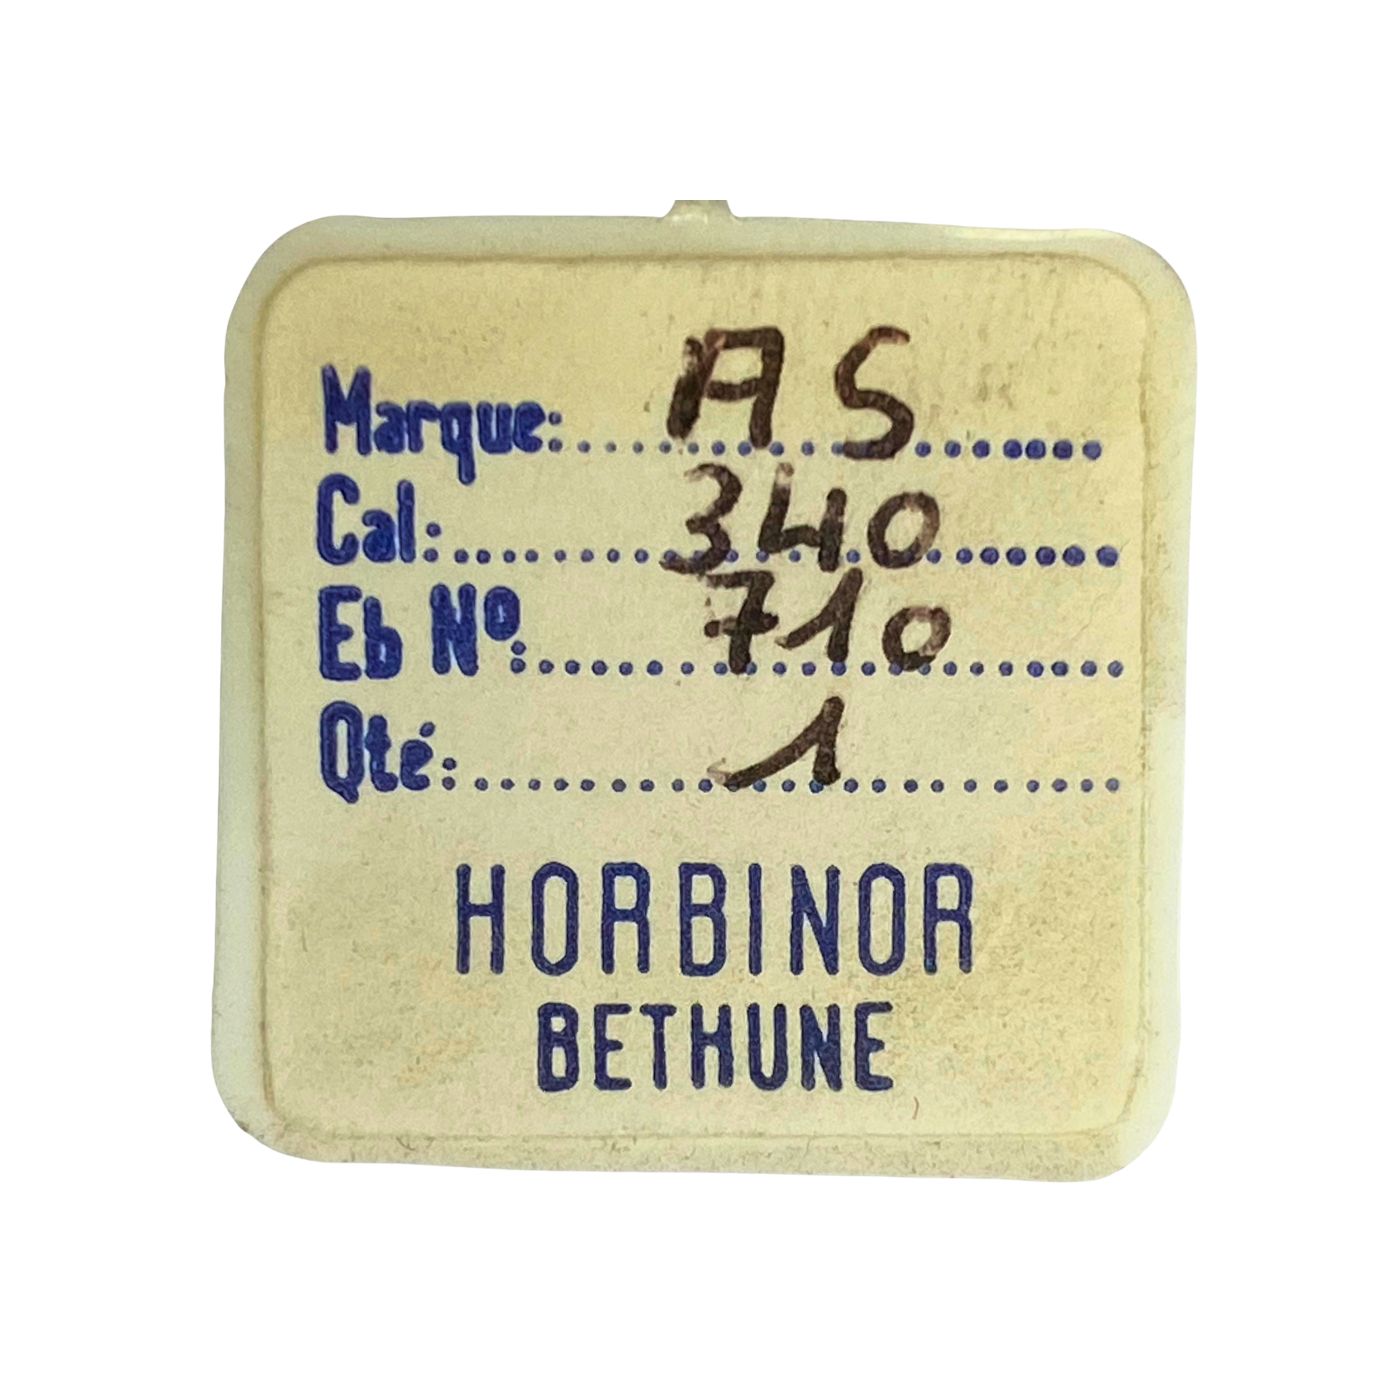 Marque: AS
Cal: 340
Eb Nº: 710
Qté: 1
HORBINOR
BETHUNE